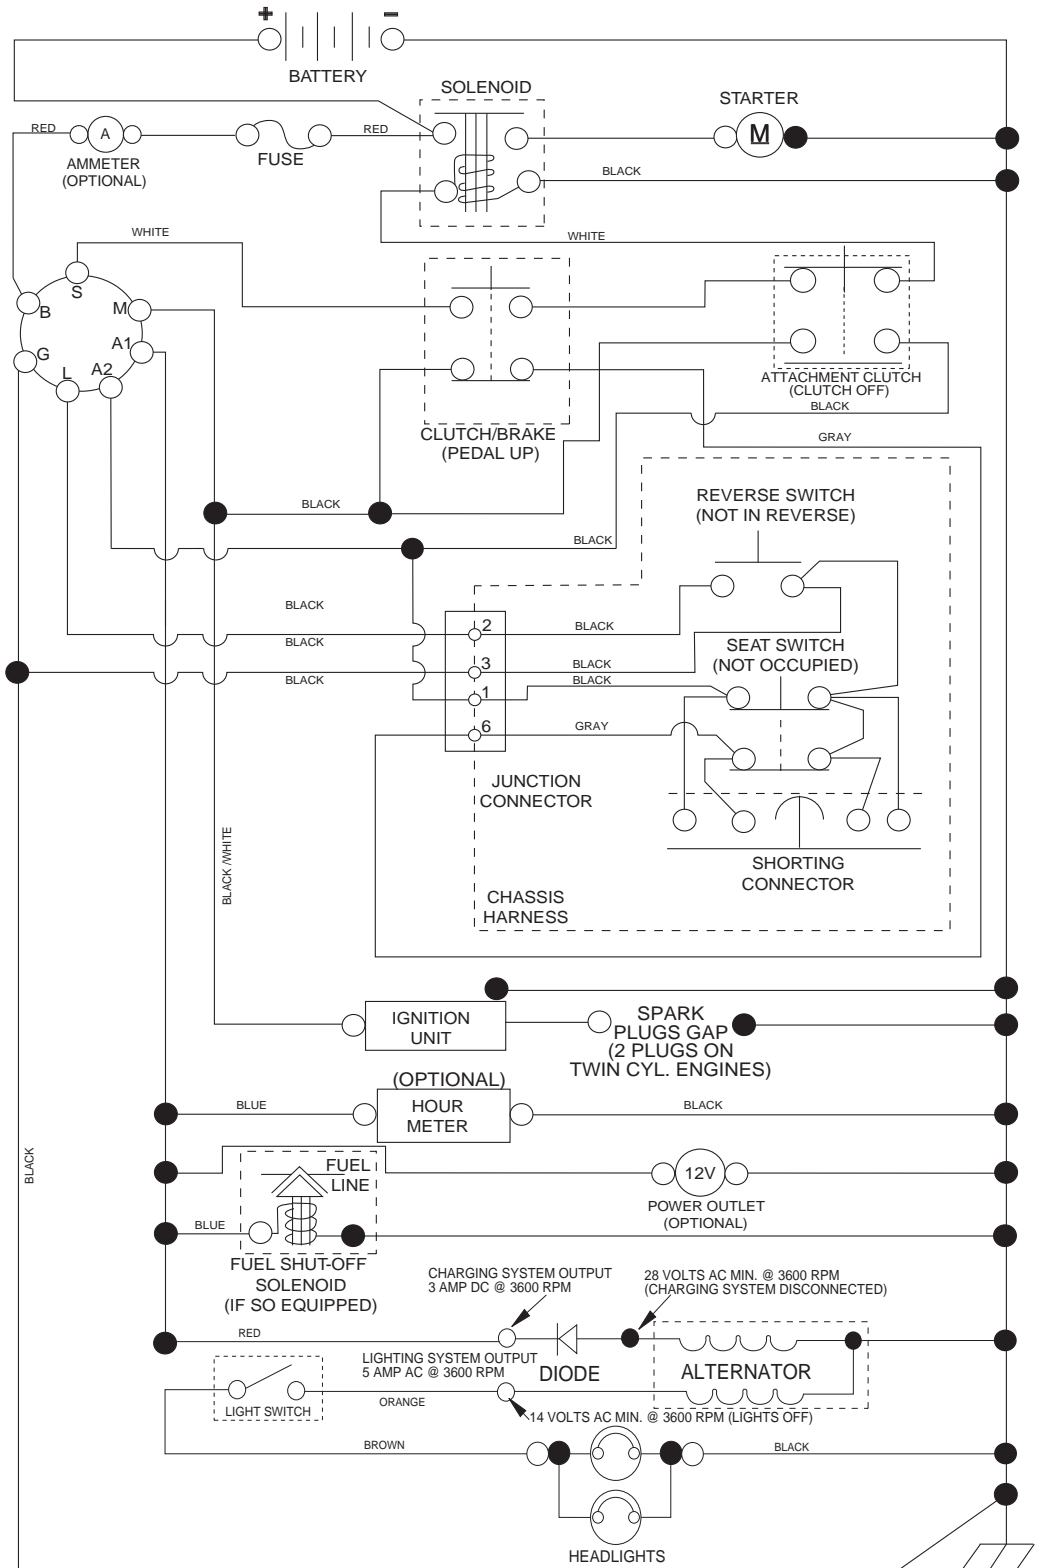 + −
BATTERY
SOLENOID
STARTER
RED
A
RED
M
FUSE
AMMETER
(OPTIONAL)
BLACK
WHITE
WHITE
S
B
M
G
A1
L
A2
ATTACHMENT CLUTCH
(CLUTCH OFF)
BLACK
CLUTCH/BRAKE
(PEDAL UP)
GRAY
REVERSE SWITCH
(NOT IN REVERSE)
BLACK
BLACK
BLACK
2
BLACK
BLACK
SEAT SWITCH
(NOT OCCUPIED)
3
BLACK
BLACK
BLACK
1
6
GRAY
JUNCTION
CONNECTOR
SHORTING
CONNECTOR
BLACK /WHITE
CHASSIS
HARNESS
IGNITION
UNIT
SPARK
PLUGS GAP
(2 PLUGS ON
TWIN CYL. ENGINES)
(OPTIONAL)
HOUR
METER
BLUE
BLACK
BLACK
FUEL
LINE
12V
POWER OUTLET
(OPTIONAL)
BLUE
FUEL SHUT-OFF
SOLENOID
(IF SO EQUIPPED)
CHARGING SYSTEM OUTPUT
3 AMP DC @ 3600 RPM
28 VOLTS AC MIN. @ 3600 RPM
(CHARGING SYSTEM DISCONNECTED)
RED
LIGHTING SYSTEM OUTPUT
5 AMP AC @ 3600 RPM
DIODE
ALTERNATOR
LIGHT SWITCH
ORANGE
14 VOLTS AC MIN. @ 3600 RPM (LIGHTS OFF)
BROWN
BLACK
HEADLIGHTS